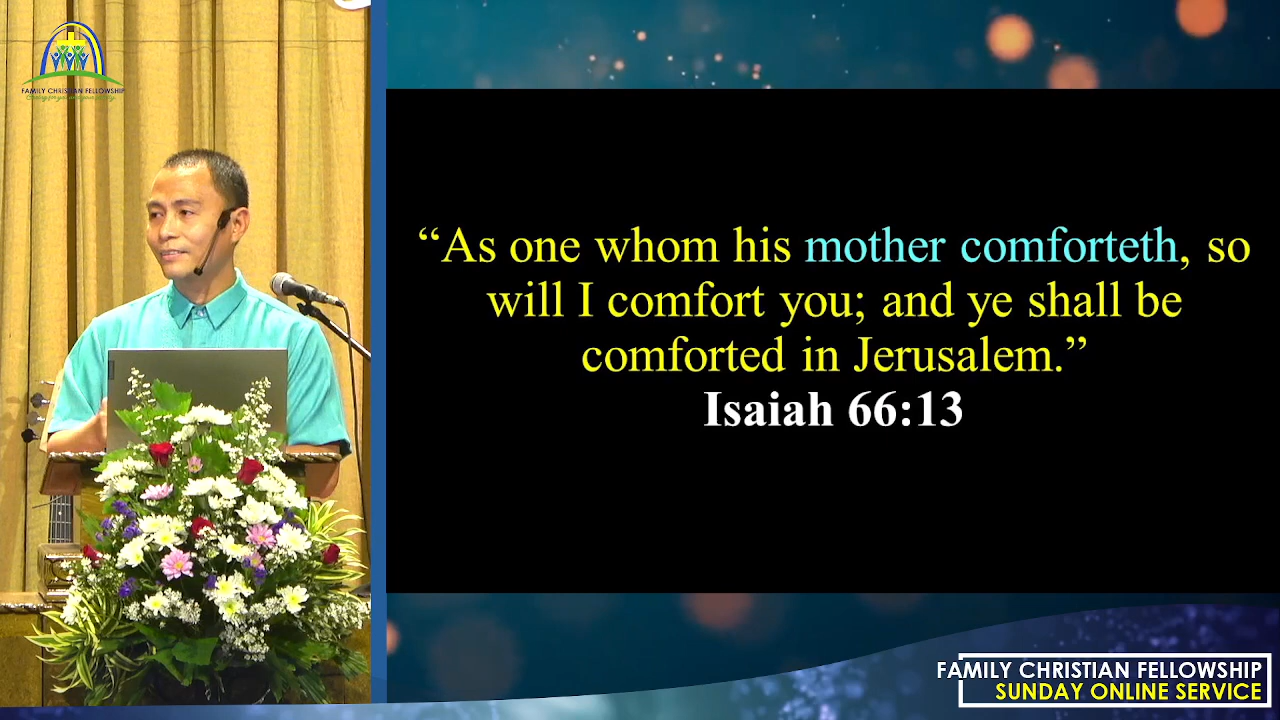 FAMILY CHRISTIAN FELLOWSHIP
“As one whom his mother comforteth, so
will I comfort you; and ye shall be
comforted in Jerusalem.”
Isaiah 66:13
FAMILY CHRISTIAN FELLOWSHIP
SUNDAY ONLINE SERVICE